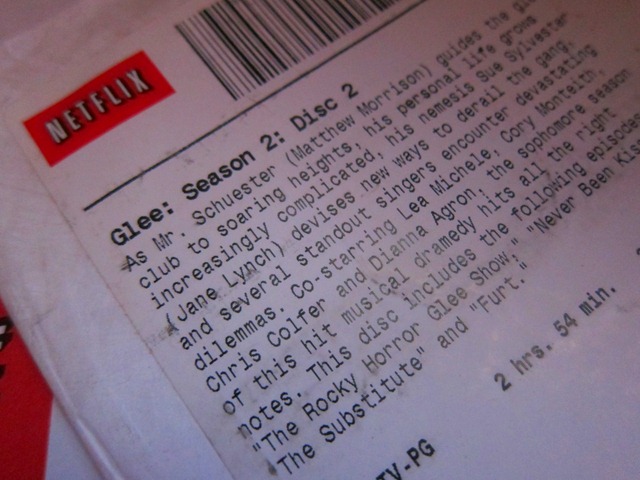 NETFLIX
Glee: Season 2: Disc 2
As Mr. Schuester (Matthew Morrison) guides the
club to soaring heights, his personal life grows
increasingly complicated, his nemesis Sue Sylvester
(Jane Lynch) devises new ways to derail the gang,
and several standout singers encounter devastating
dilemmas. Co-starring Lea Michele, Cory Monteith,
Chris Colfer and Dianna Agron, the sophomore season
of this hit musical dramedy hits all the right
notes. This disc includes the following episodes:
"The Rocky Horror Glee Show," "Never Been
"The Substitute" and "Furt."
2 hrs. 54 min.
TV-PG